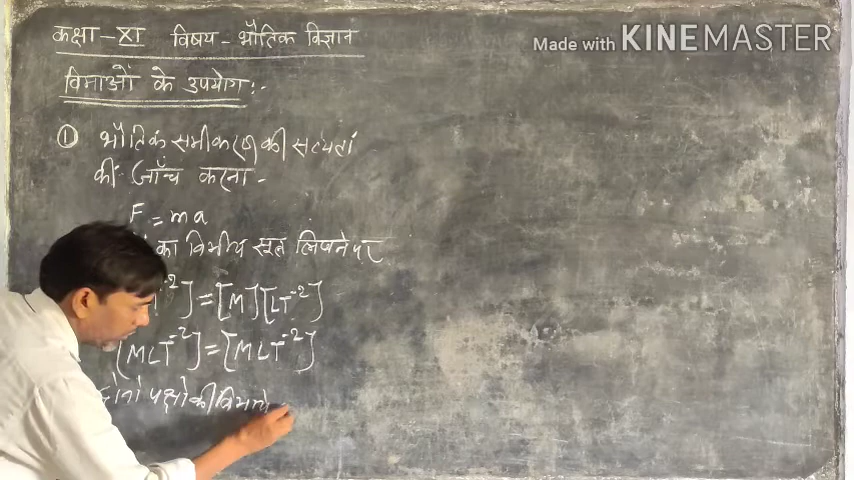 कक्षा - XI विषय - भौतिक विज्ञान
Made with KINEMASTER
विमाओं के उपयोग :-
① भौतिक समीकरण की सत्यता
की जाँच करना -
F = ma
का विमीय सूत्र लिखने पर
-2] = [M][LT-2]
[MLT-2] = [MLT-2]
दोनों पक्षो की विमाये